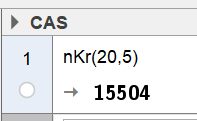 CAS
1 nKr(20,5)
→ 15504